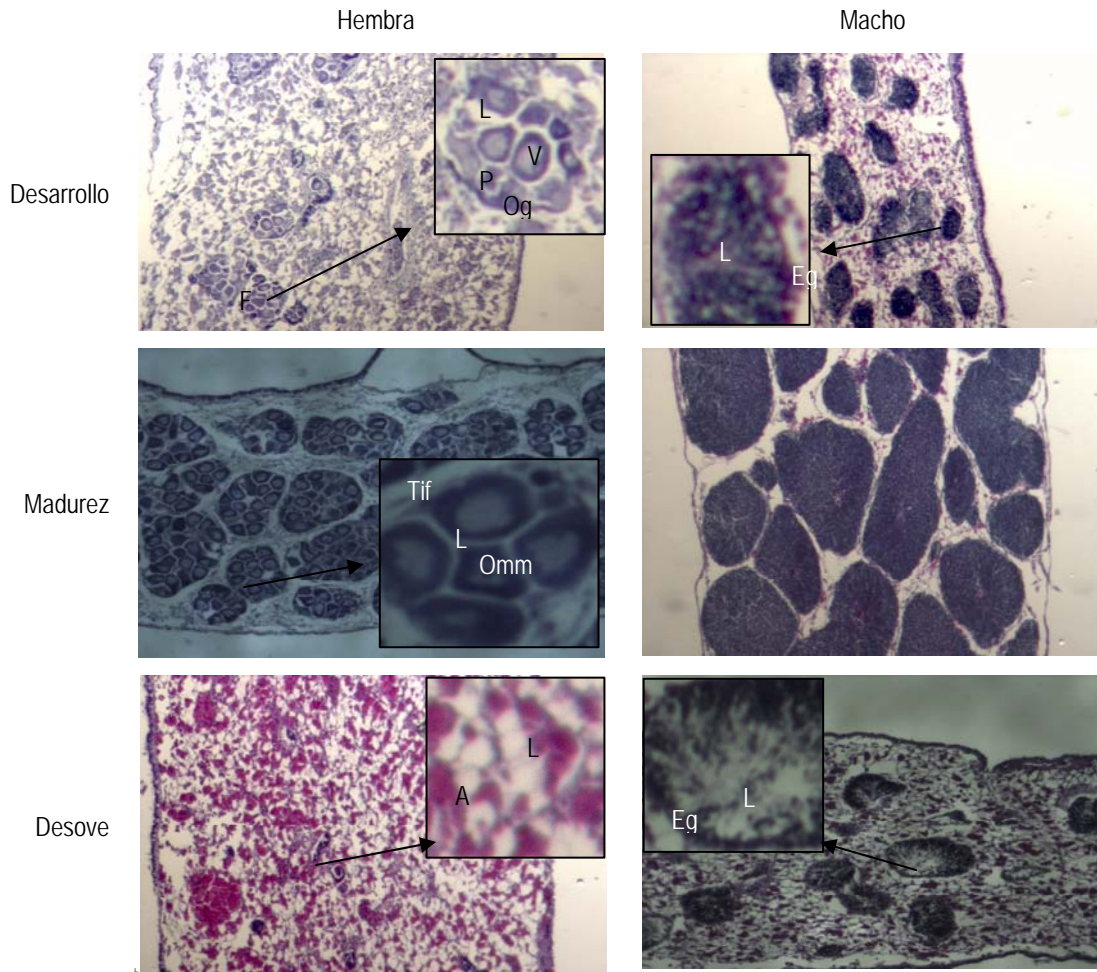 Hembra
Macho
Desarrollo
L
V
P
Og
F
L
Eg
Madurez
Tif
L
Omm
Desove
L
A
L
Eg